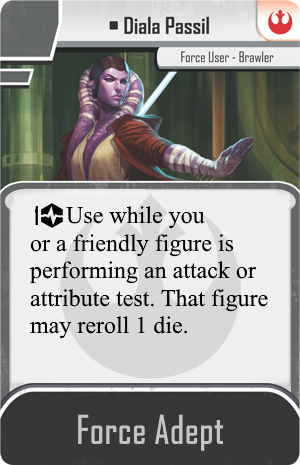 Diala Passil
Force User - Brawler
Use while you
or a friendly figure is
performing an attack or
attribute test. That figure
may reroll 1 die.
Force Adept